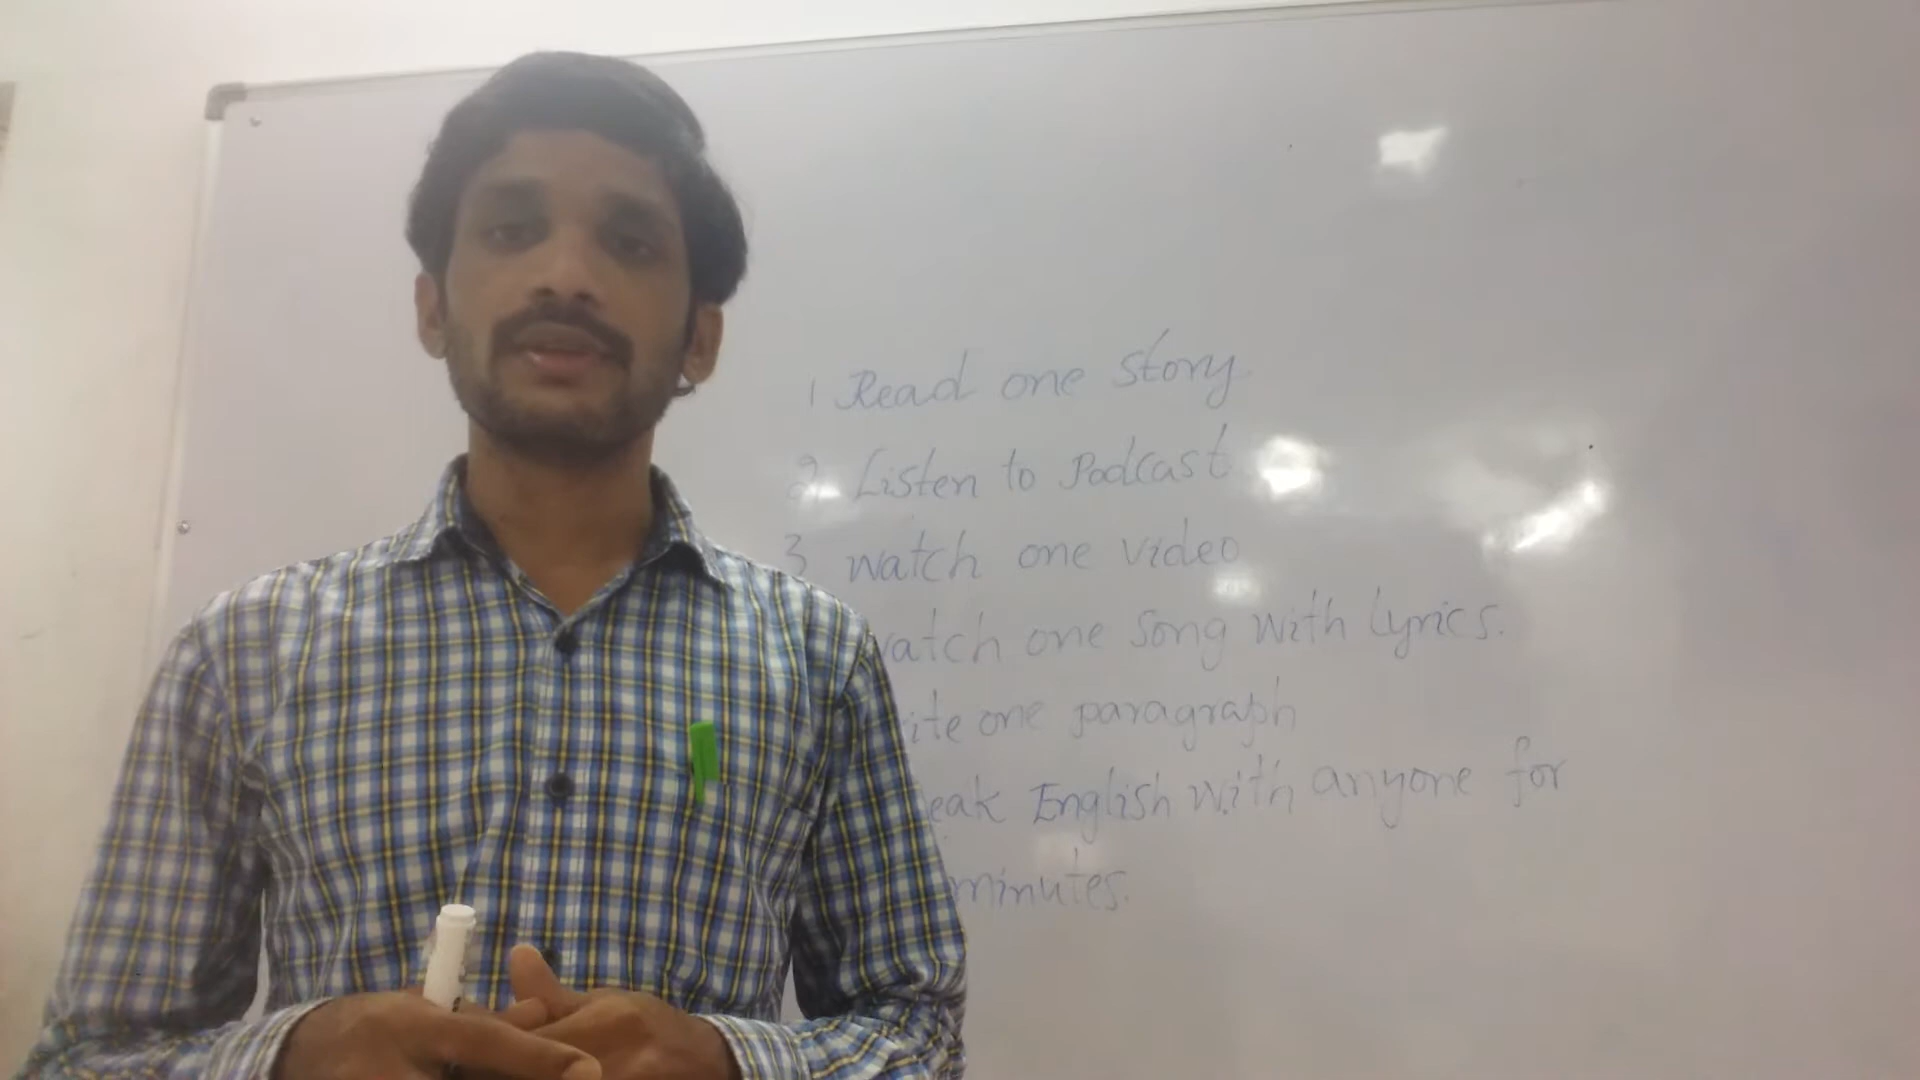 1 Read one story
2 Listen to Podcast
3 watch one video
watch one song with Lyrics.
ite one paragraph
eak English with anyone for
minutes.